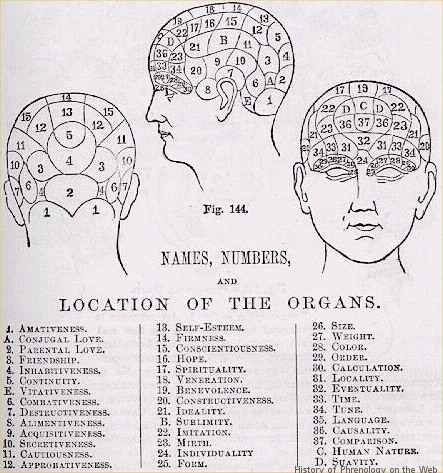 Fig. 144.
NAMES, NUMBERS,
AND
LOCATION OF THE ORGANS.
1. AMATIVENESS.
A. CONJUGAL LOVE.
2. PARENTAL LOVE.
3. FRIENDSHIP.
4. INHABITIVENESS.
5. CONTINUITY.
E. VITATIVENESS.
6. COMBATIVENESS.
7. DESTRUCTIVENESS.
8. ALIMENTIVENESS.
9. ACQUISITIVENESS.
10. SECRETIVENESS.
11. CAUTIOUSNESS.
12. APPROBATIVENESS.
13. SELF-ESTEEM.
14. FIRMNESS.
15. CONSCIENTIOUSNESS.
16. HOPE.
17. SPIRITUALITY.
18. VENERATION.
19. BENEVOLENCE.
20. CONSTRUCTIVENESS.
21. IDEALITY.
B. SUBLIMITY.
22. IMITATION.
23. MIRTH.
24. INDIVIDUALITY
25. FORM.
26. SIZE.
27. WEIGHT.
28. COLOR.
29. ORDER.
30. CALCULATION.
31. LOCALITY.
32. EVENTUALITY.
33. TIME.
34. TUNE.
35. LANGUAGE.
36. CAUSALITY.
37. COMPARISON.
C. HUMAN NATURE.
D. SUAVITY.
History of Phrenology on the Web